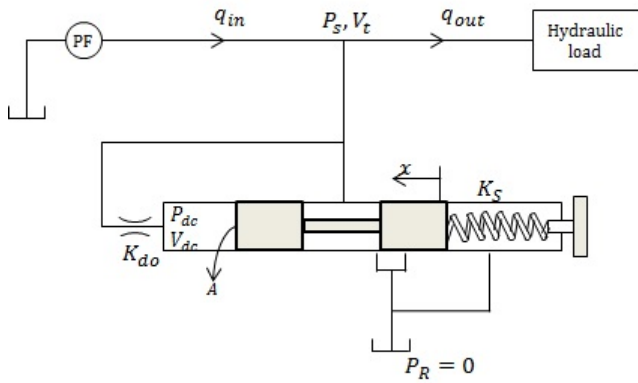 q_in
P_s, V_t
q_out
PF
Hydraulic
load
x
K_S
P_dc
V_dc
K_do
A
P_R = 0